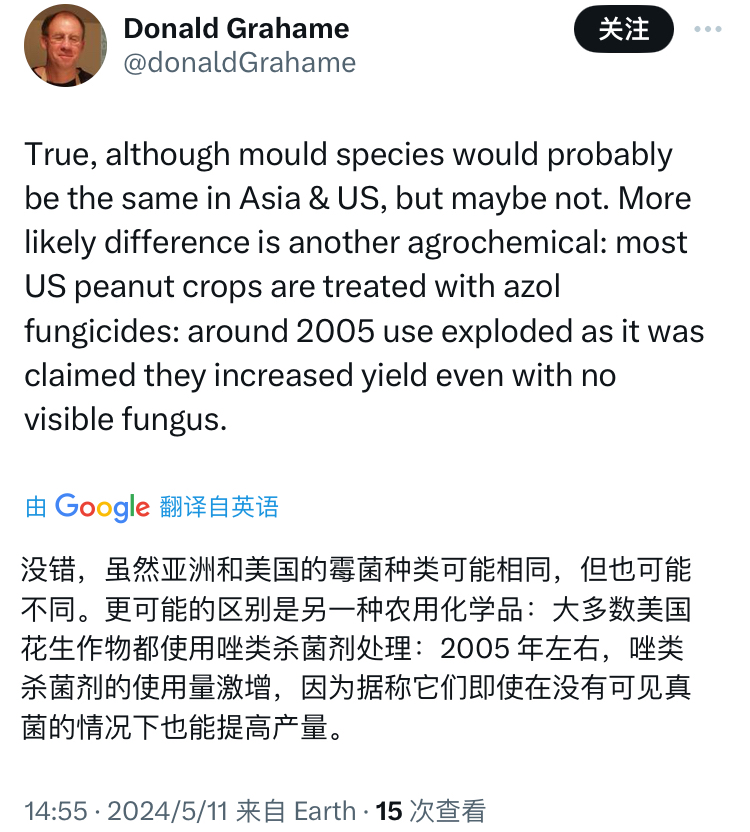 Donald Grahame
关注
@donaldGrahame
True, although mould species would probably
be the same in Asia & US, but maybe not. More
likely difference is another agrochemical: most
US peanut crops are treated with azol
fungicides: around 2005 use exploded as it was
claimed they increased yield even with no
visible fungus.
由 Google 翻译自英语
没错，虽然亚洲和美国的霉菌种类可能相同，但也可能
不同。更可能的区别是另一种农用化学品：大多数美国
花生作物都使用唑类杀菌剂处理：2005 年左右，唑类
杀菌剂的使用量激增，因为据称它们即使在没有可见真
菌的情况下也能提高产量。
14:55 · 2024/5/11 来自 Earth · 15 次查看